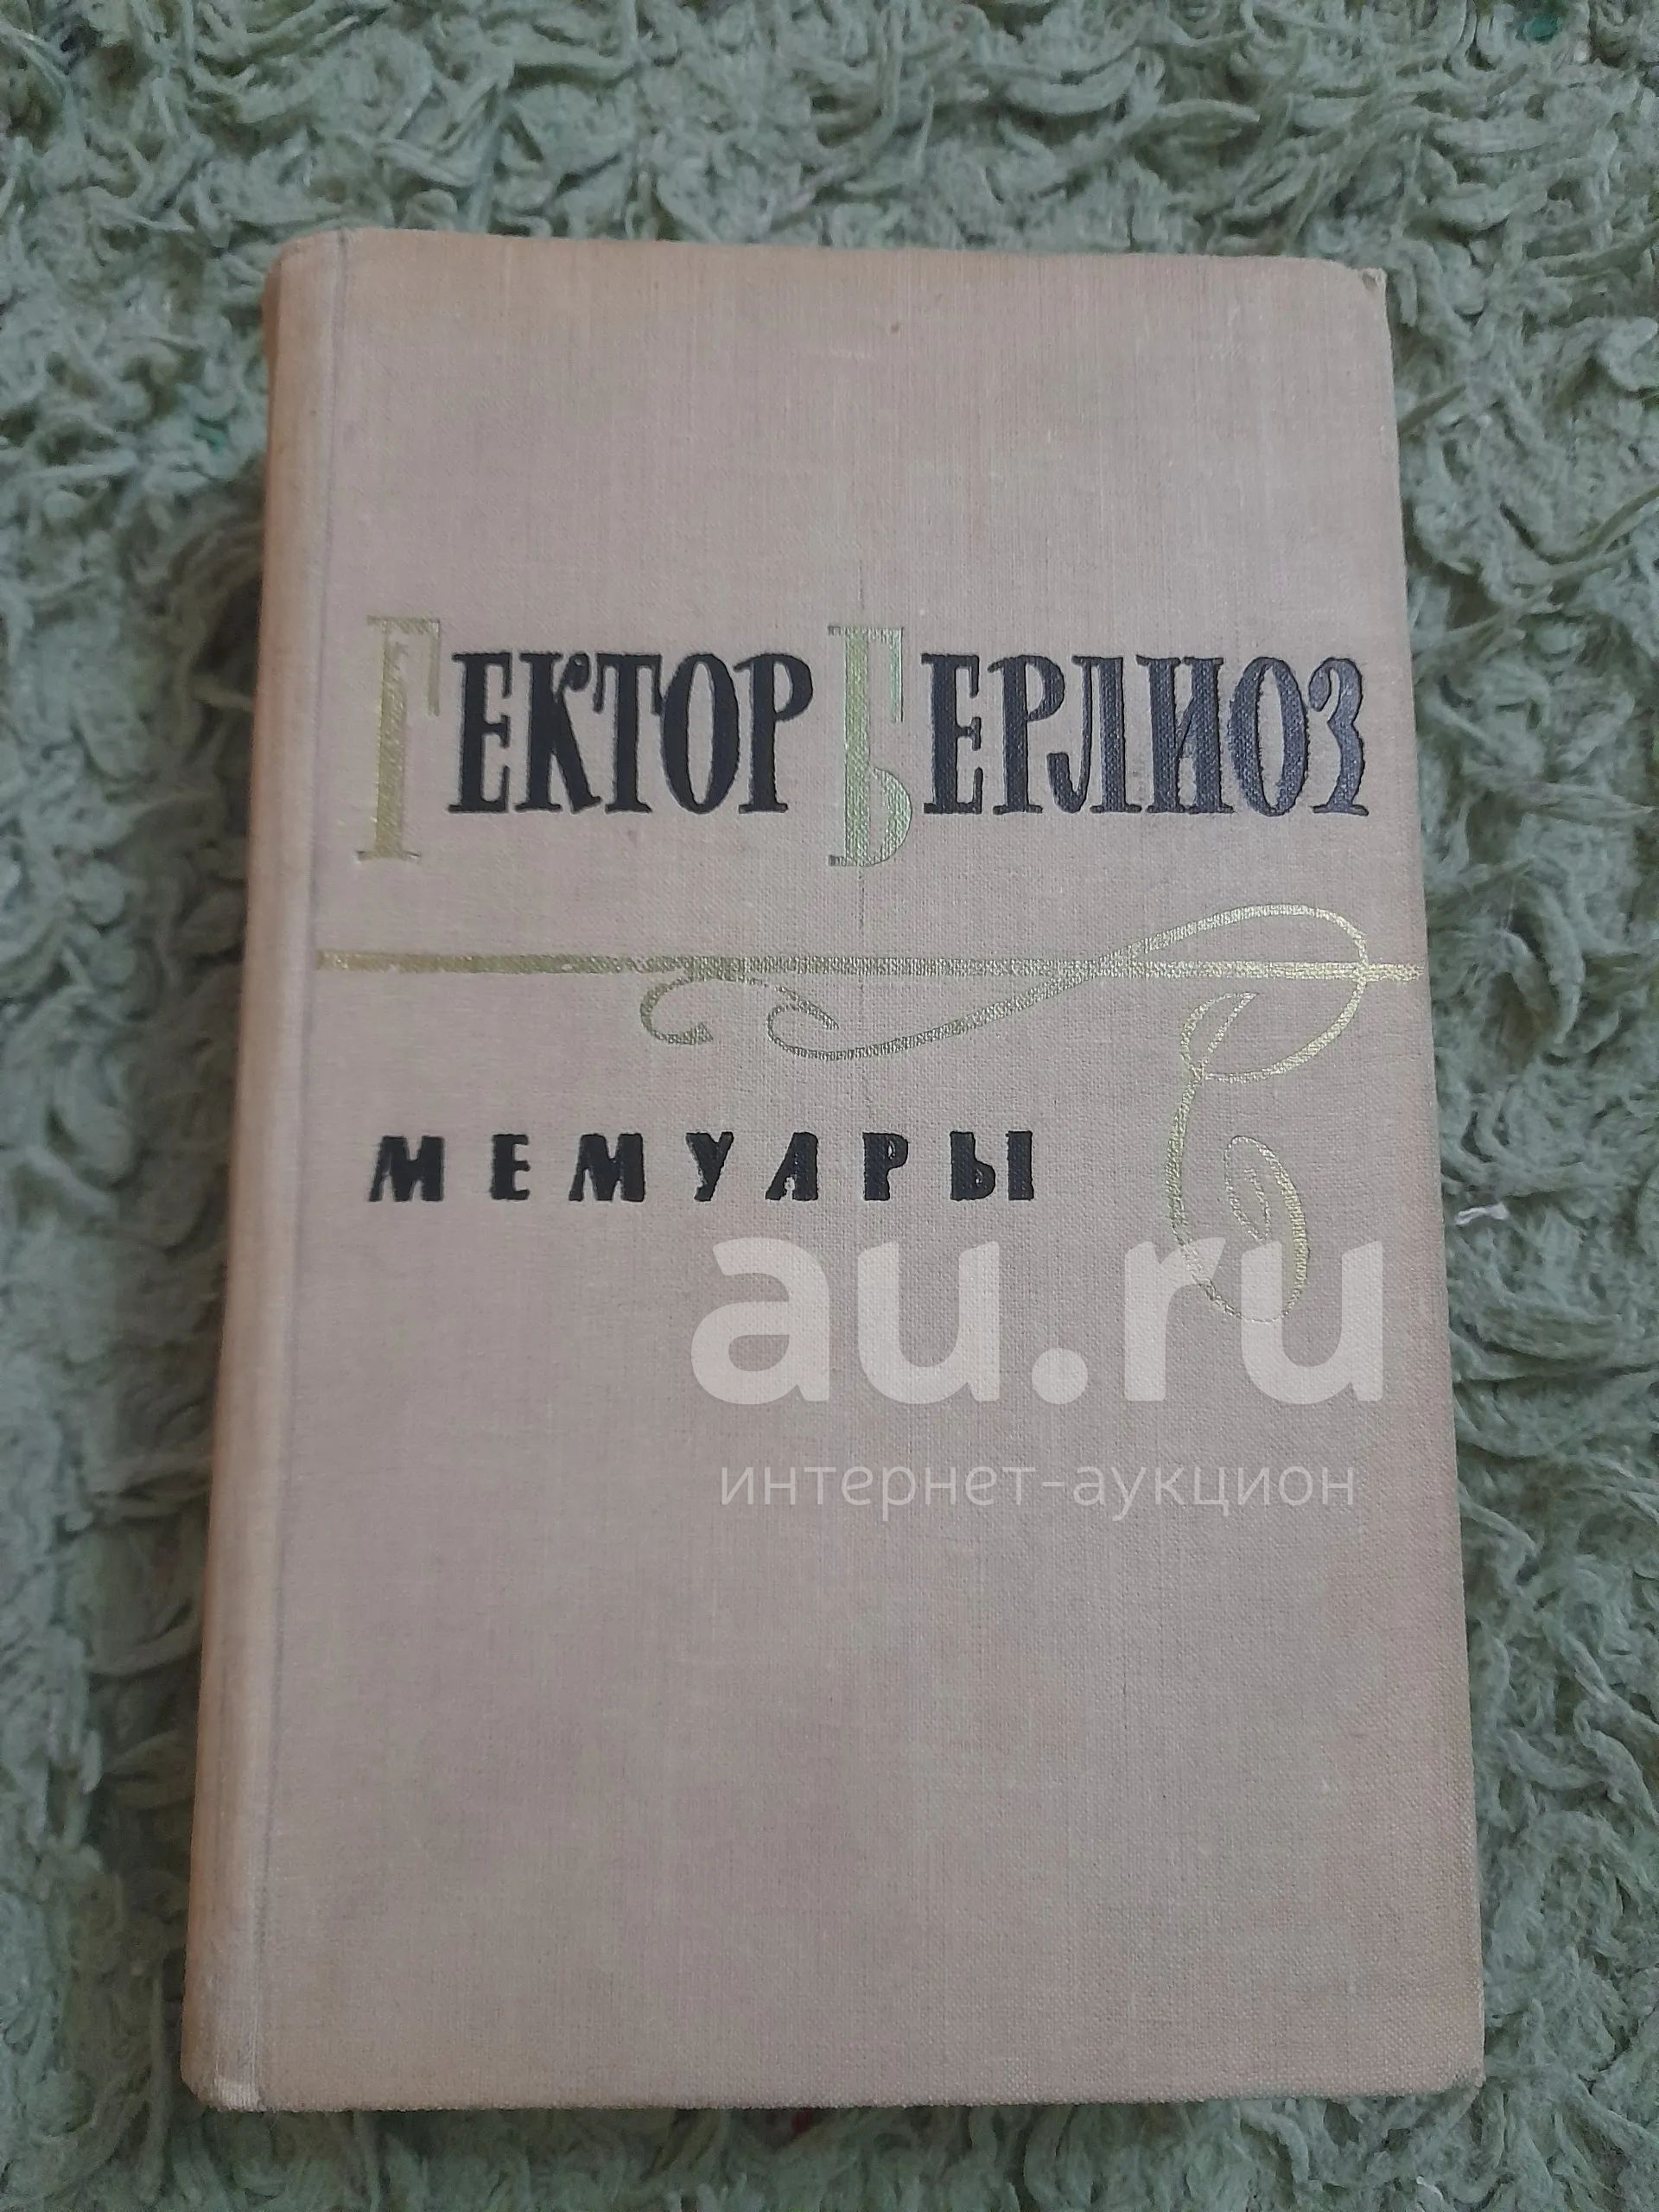 ГЕКТОР БЕРЛИОЗ
МЕМУАРЫ
au.ru
интернет-аукцион